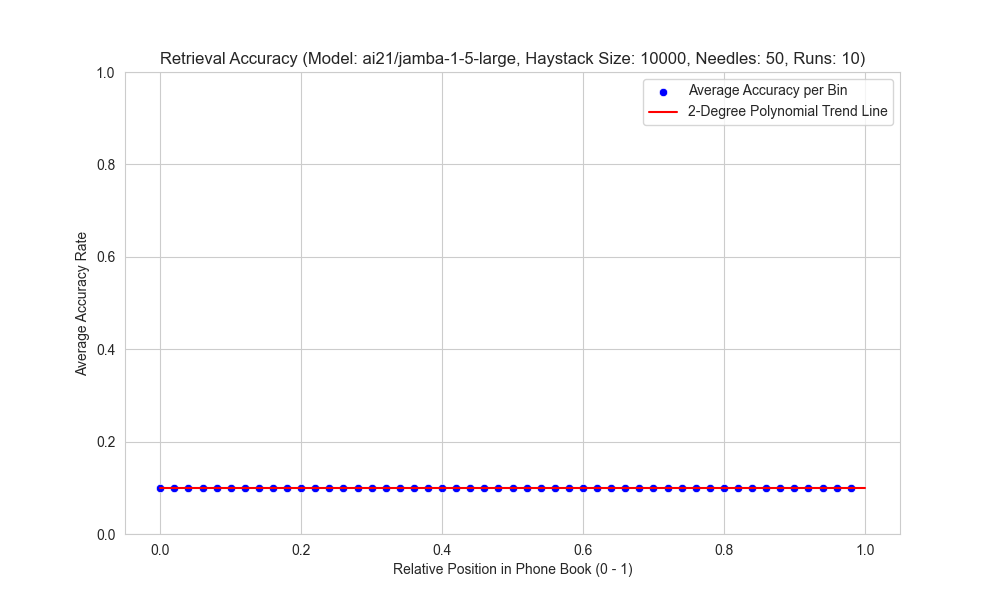 Retrieval Accuracy (Model: ai21/jamba-1-5-large, Haystack Size: 10000, Needles: 50, Runs: 10)
Average Accuracy per Bin
2-Degree Polynomial Trend Line
Average Accuracy Rate
1.0
0.8
0.6
0.4
0.2
0.0
0.0 0.2 0.4 0.6 0.8 1.0
Relative Position in Phone Book (0 - 1)